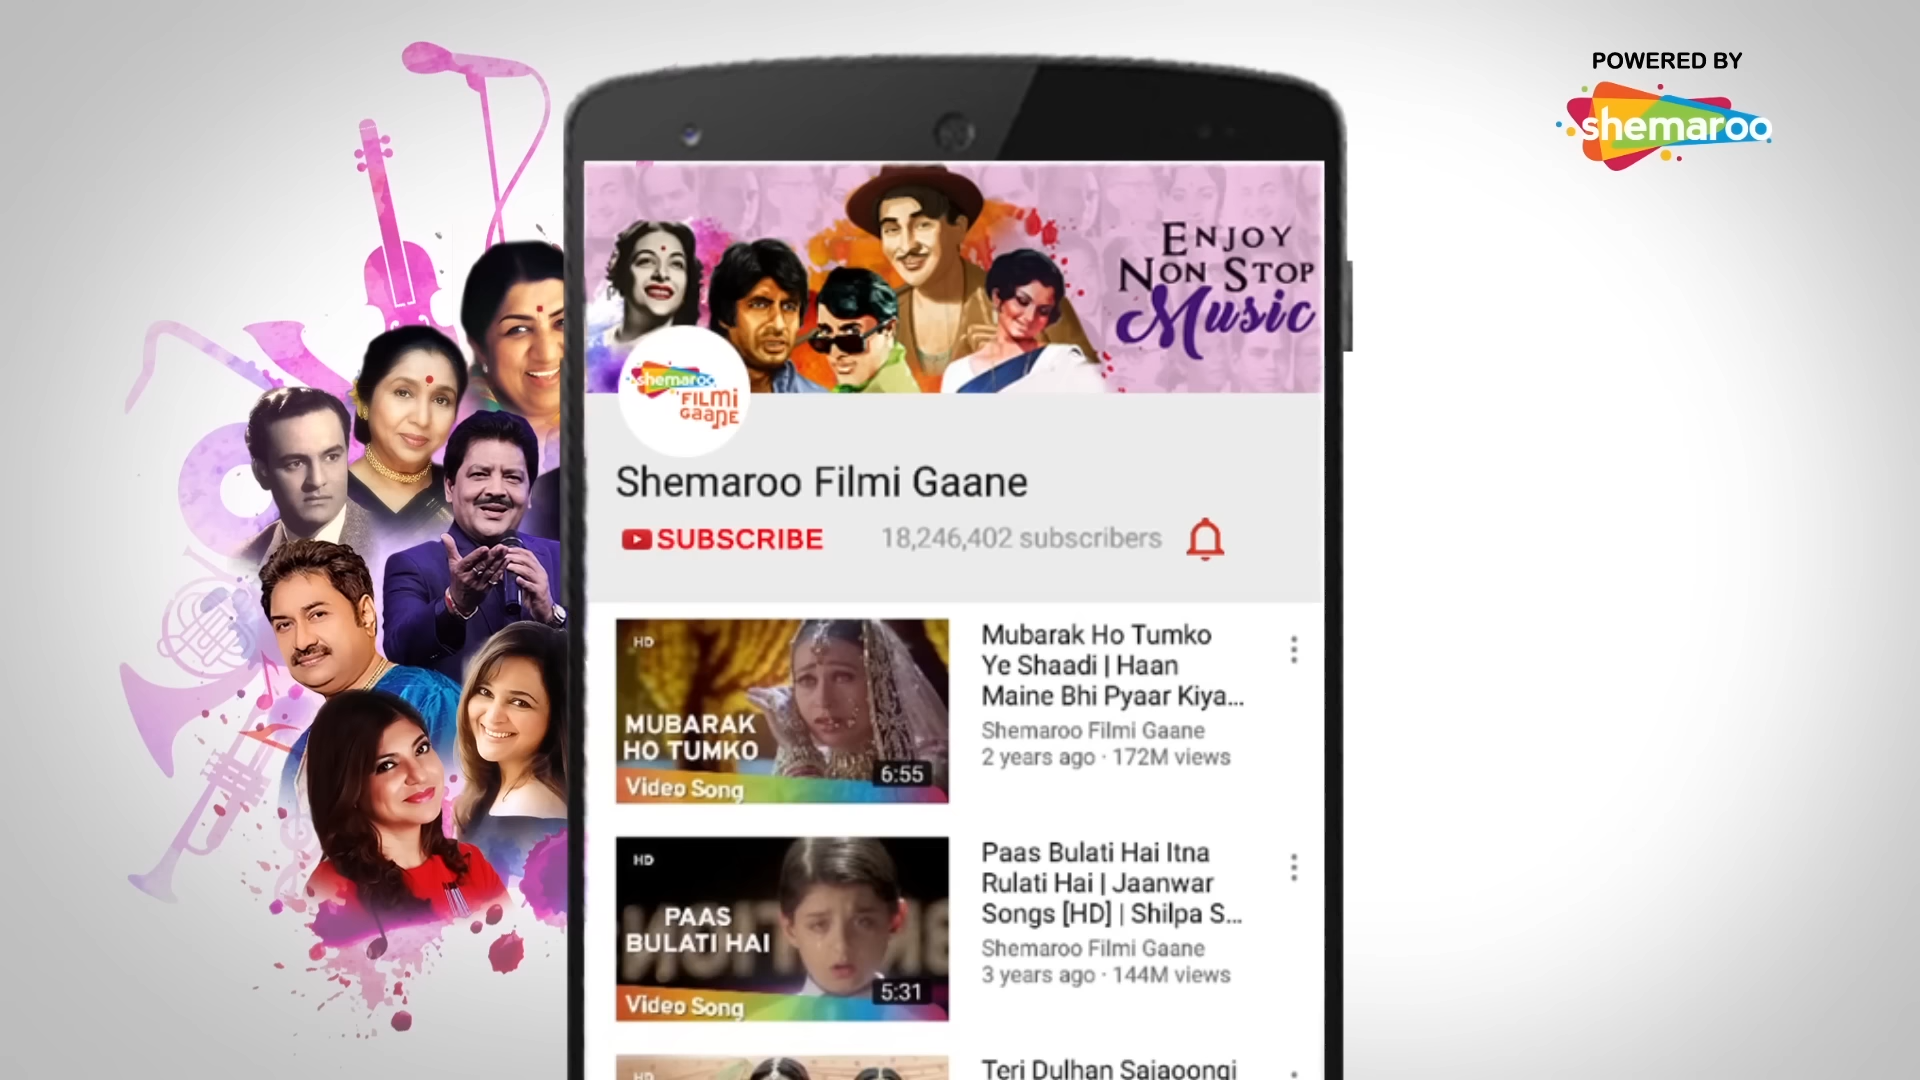 POWERED BY
shemaroo
ENJOY
NON STOP
Music
shemaroo
FILMI
GAANE
Shemaroo Filmi Gaane
SUBSCRIBE 18,246,402 subscribers
HD
MUBARAK
HO TUMKO
6:55
Video Song
Mubarak Ho Tumko
Ye Shaadi | Haan
Maine Bhi Pyaar Kiya...
Shemaroo Filmi Gaane
2 years ago · 172M views
HD
PAAS
BULATI HAI
5:31
Video Song
Paas Bulati Hai Itna
Rulati Hai | Jaanwar
Songs [HD] | Shilpa S...
Shemaroo Filmi Gaane
3 years ago · 144M views
HD
Teri Dulhan Sajaoongi